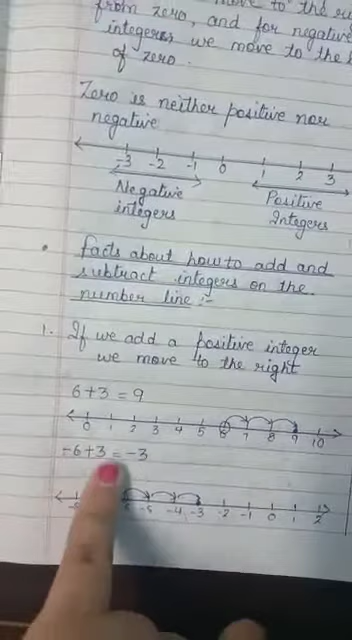 from zero, and for negative
integers we move to the
of zero.
Zero is neither positive nor
negative
-3 -2 -1 0 1 2 3
Negative Positive
integers Integers
• facts about how to add and
subtract integers on the
number line :-
1. If we add a positive integer
we move to the right
6+3 = 9
0 1 2 3 4 5 6 7 8 9 10
-6+3 = -3
-5 -4 -3 -2 -1 0 1 2